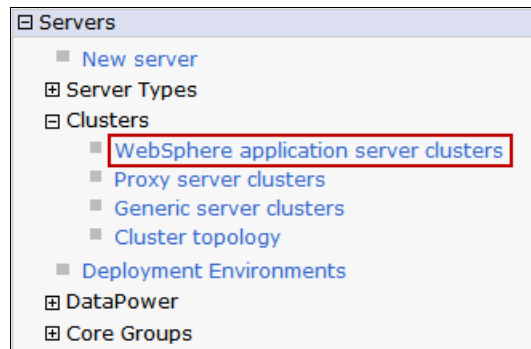 Servers
New server
Server Types
Clusters
WebSphere application server clusters
Proxy server clusters
Generic server clusters
Cluster topology
Deployment Environments
DataPower
Core Groups